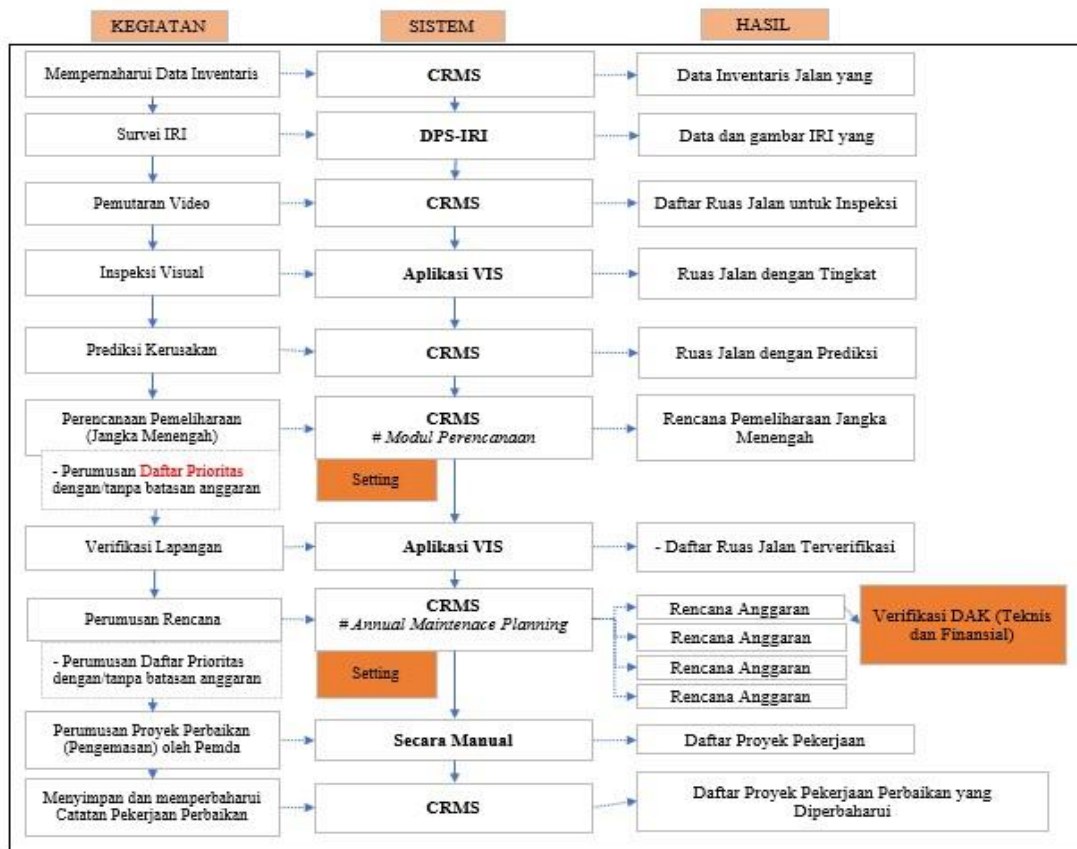 KEGIATAN
SISTEM
HASIL
Mempernaharui Data Inventaris
CRMS
Data Inventaris Jalan yang
Survei IRI
DPS-IRI
Data dan gambar IRI yang
Pemutaran Video
CRMS
Daftar Ruas Jalan untuk Inspeksi
Inspeksi Visual
Aplikasi VIS
Ruas Jalan dengan Tingkat
Prediksi Kerusakan
CRMS
Ruas Jalan dengan Prediksi
Perencanaan Pemeliharaan
(Jangka Menengah)
CRMS
# Modul Perencanaan
Rencana Pemeliharaan Jangka
Menengah
- Perumusan Daftar Prioritas
dengan/tanpa batasan anggaran
Setting
Verifikasi Lapangan
Aplikasi VIS
- Daftar Ruas Jalan Terverifikasi
Perumusan Rencana
CRMS
# Annual Maintenace Planning
Rencana Anggaran
Rencana Anggaran
Rencana Anggaran
Rencana Anggaran
Verifikasi DAK (Teknis
dan Finansial)
- Perumusan Daftar Prioritas
dengan/tanpa batasan anggaran
Setting
Perumusan Proyek Perbaikan
(Pengemasan) oleh Pemda
Secara Manual
Daftar Proyek Pekerjaan
Menyimpan dan memperbaharui
Catatan Pekerjaan Perbaikan
CRMS
Daftar Proyek Pekerjaan Perbaikan yang
Diperbaharui